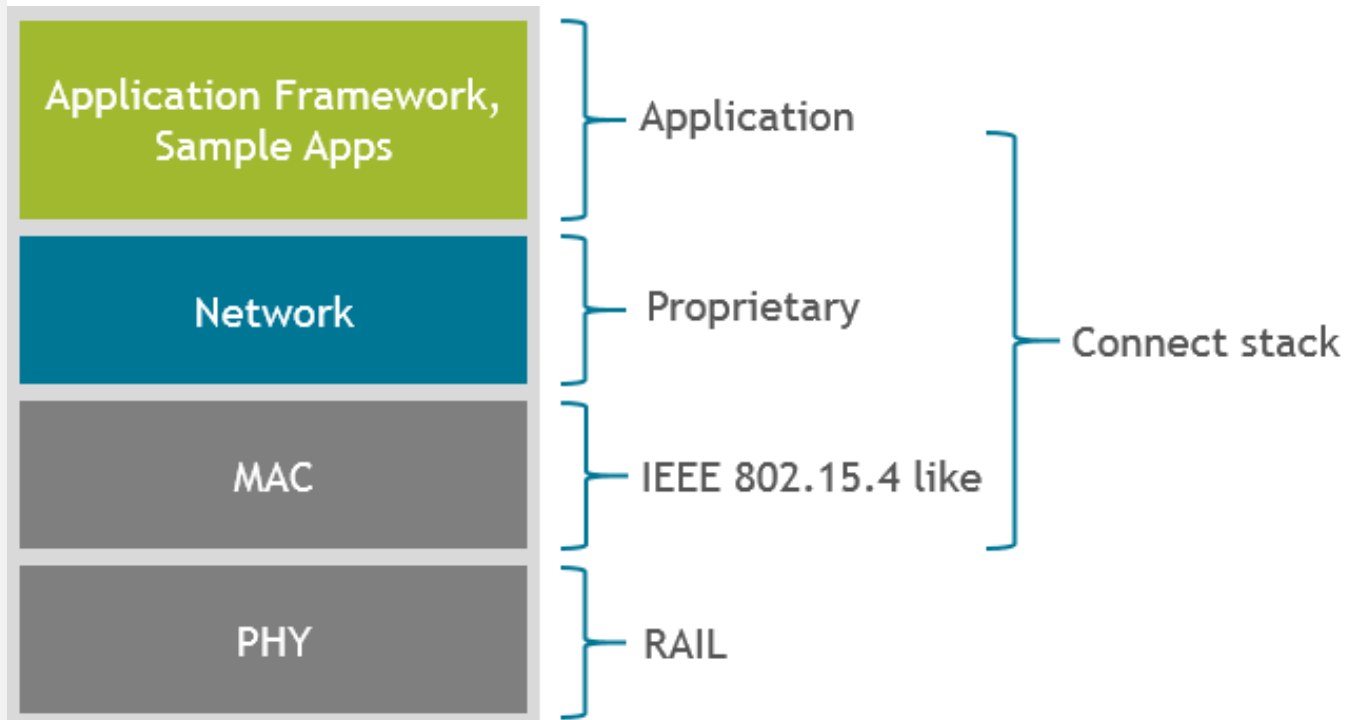 Application Framework,
Sample Apps
Application
Network
Proprietary
Connect stack
MAC
IEEE 802.15.4 like
PHY
RAIL